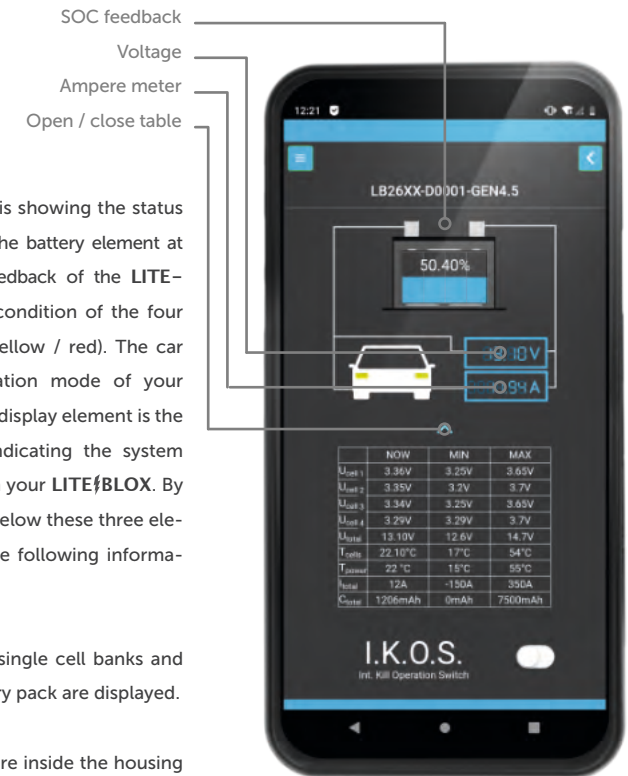 SOC feedback
Voltage
Ampere meter
Open / close table
is showing the status
he battery element at
edback of the LITE–
condition of the four
ellow / red). The car
ation mode of your
display element is the
ndicating the system
your LITE BLOX. By
elow these three ele-
e following informa-
single cell banks and
ry pack are displayed.
re inside the housing
12:21
LB26XX-D0001-GEN4.5
50.40%
10V
94A
NOW MIN MAX
Ucell 1 3.36V 3.25V 3.65V
Ucell 2 3.35V 3.2V 3.7V
Ucell 3 3.34V 3.25V 3.65V
Ucell 4 3.29V 3.29V 3.7V
Utotal 13.10V 12.6V 14.7V
Tcells 22.10°C 17°C 54°C
Tpower 22 °C 15°C 55°C
Itotal 12A -150A 350A
Ctotal 1206mAh 0mAh 7500mAh
I.K.O.S.
Int. Kill Operation Switch